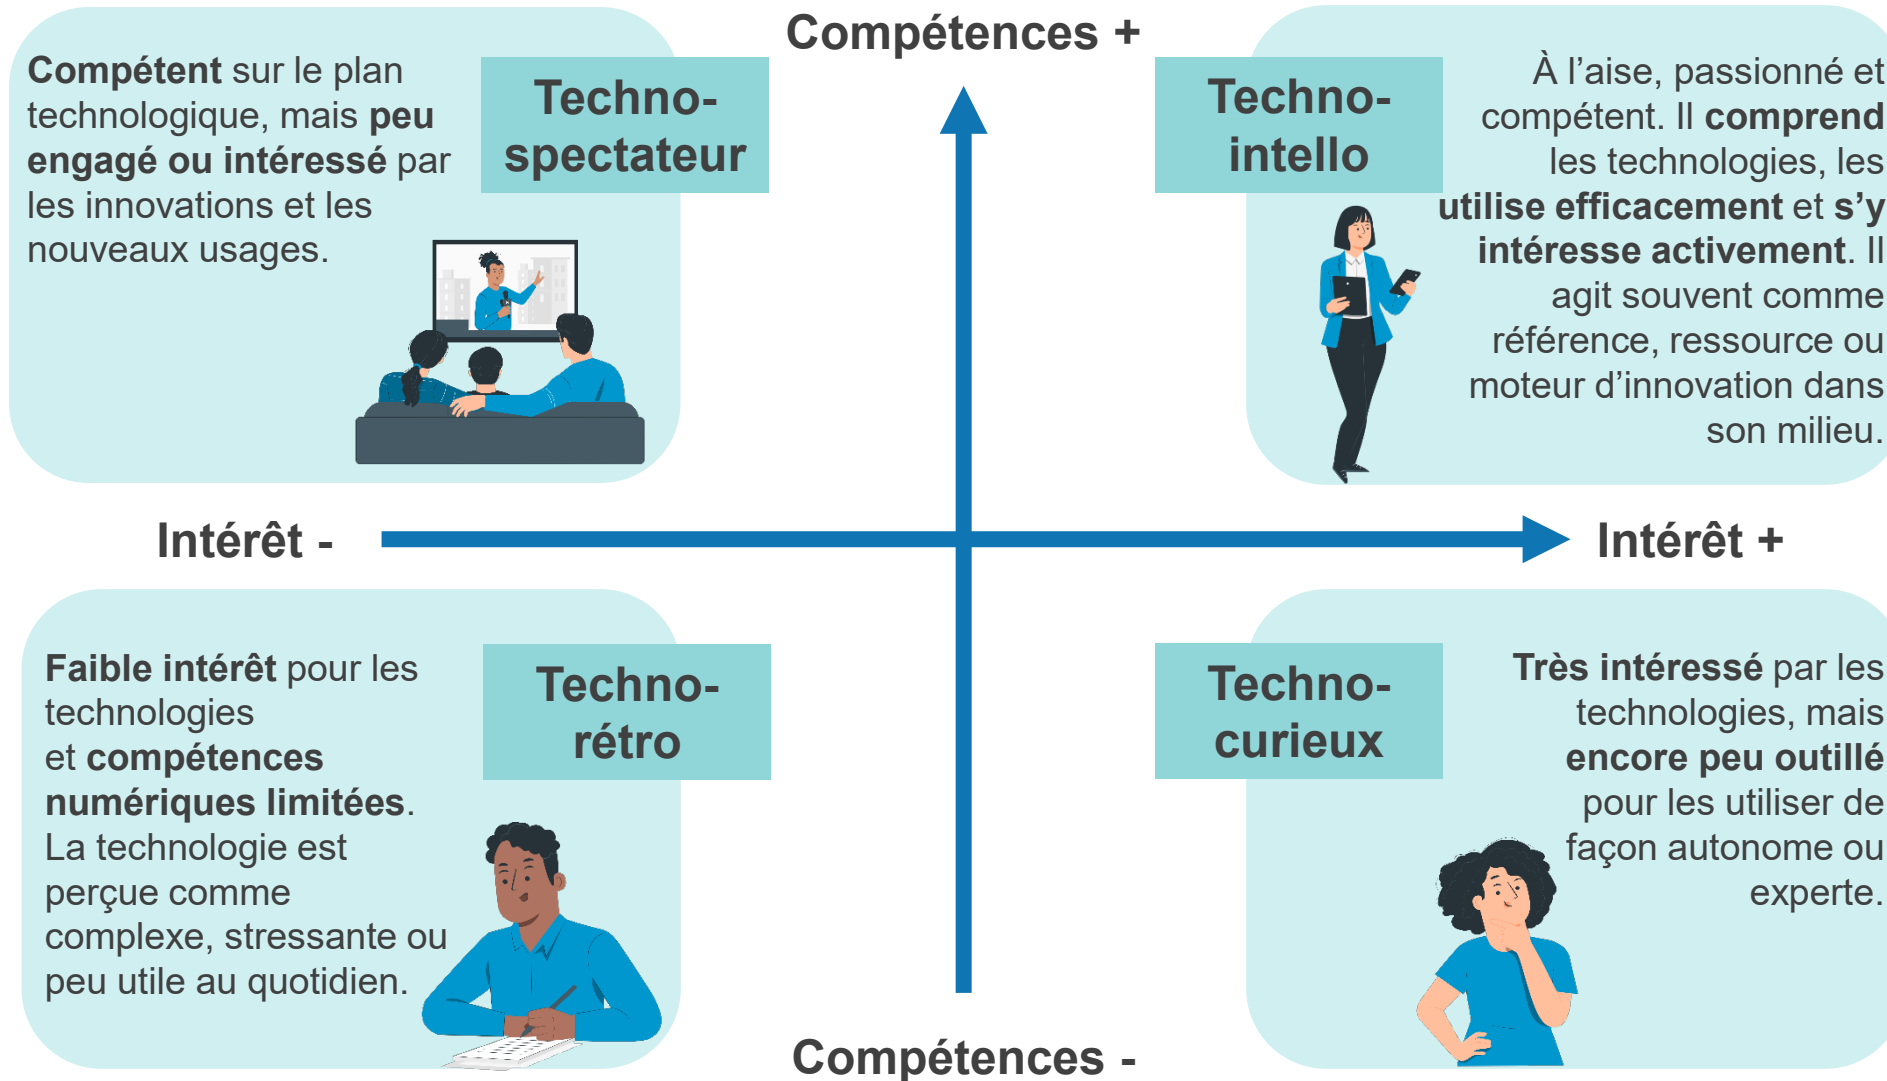 Compétences +
Compétent sur le plan
technologique, mais peu
engagé ou intéressé par
les innovations et les
nouveaux usages.
Techno-
spectateur
Techno-
intello
À l’aise, passionné et
compétent. Il comprend
les technologies, les
utilise efficacement et s’y
intéresse activement. Il
agit souvent comme
référence, ressource ou
moteur d’innovation dans
son milieu.
Intérêt -
Intérêt +
Faible intérêt pour les
technologies
et compétences
numériques limitées.
La technologie est
perçue comme
complexe, stressante ou
peu utile au quotidien.
Techno-
rétro
Techno-
curieux
Très intéressé par les
technologies, mais
encore peu outillé
pour les utiliser de
façon autonome ou
experte.
Compétences -